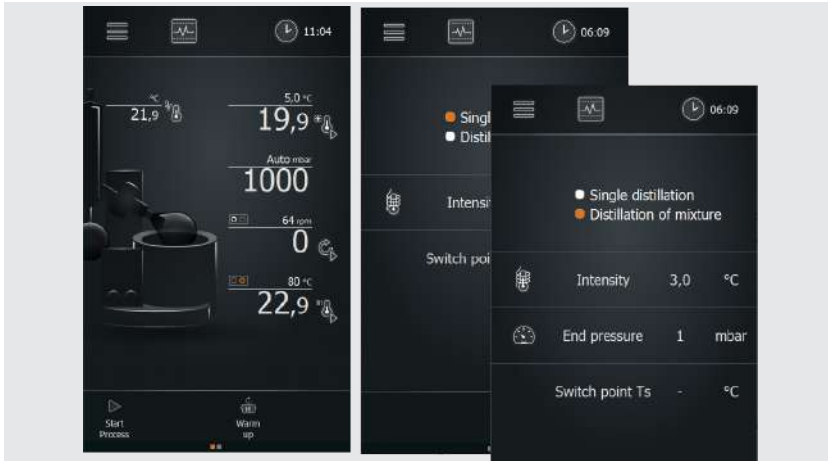 11:04
°C
21,9
5,0 °C
19,9
Auto mbar
1000
64 rpm
0
80 °C
22,9
Start
Process
Warm
up
06:09
Singl
Distil
Intensi
Switch poi
06:09
Single distillation
Distillation of mixture
Intensity 3,0 °C
End pressure 1 mbar
Switch point Ts - °C